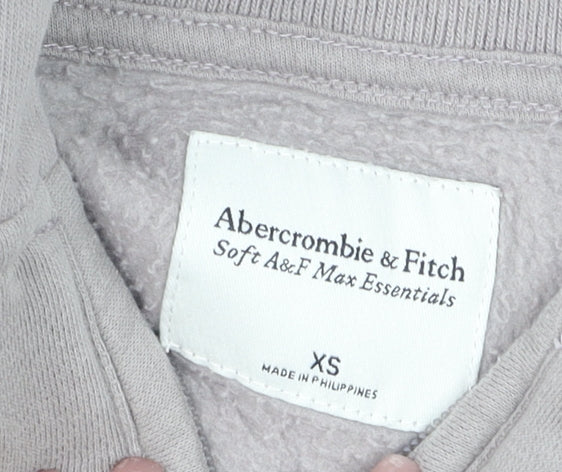 Abercrombie & Fitch
Soft A&F Max Essentials
XS
MADE IN PHILIPPINES